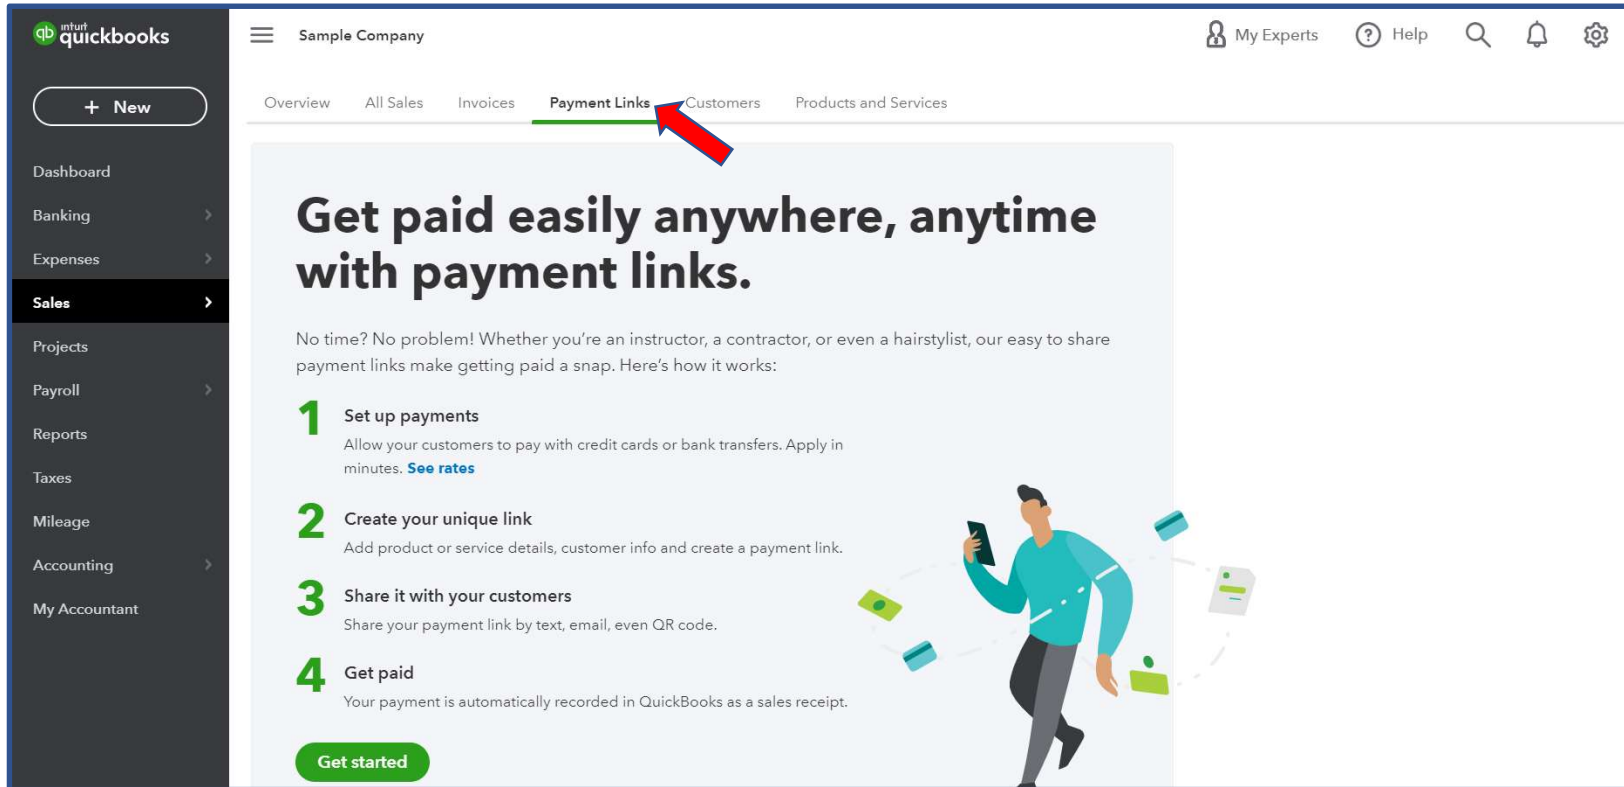 intuit
quickbooks
Sample Company
My Experts
Help
+ New
Overview
All Sales
Invoices
Payment Links
Customers
Products and Services
Dashboard
Banking
Expenses
Sales
Projects
Payroll
Reports
Taxes
Mileage
Accounting
My Accountant
Get paid easily anywhere, anytime
with payment links.
No time? No problem! Whether you’re an instructor, a contractor, or even a hairstylist, our easy to share
payment links make getting paid a snap. Here’s how it works:
1 Set up payments
Allow your customers to pay with credit cards or bank transfers. Apply in
minutes. See rates
2 Create your unique link
Add product or service details, customer info and create a payment link.
3 Share it with your customers
Share your payment link by text, email, even QR code.
4 Get paid
Your payment is automatically recorded in QuickBooks as a sales receipt.
Get started